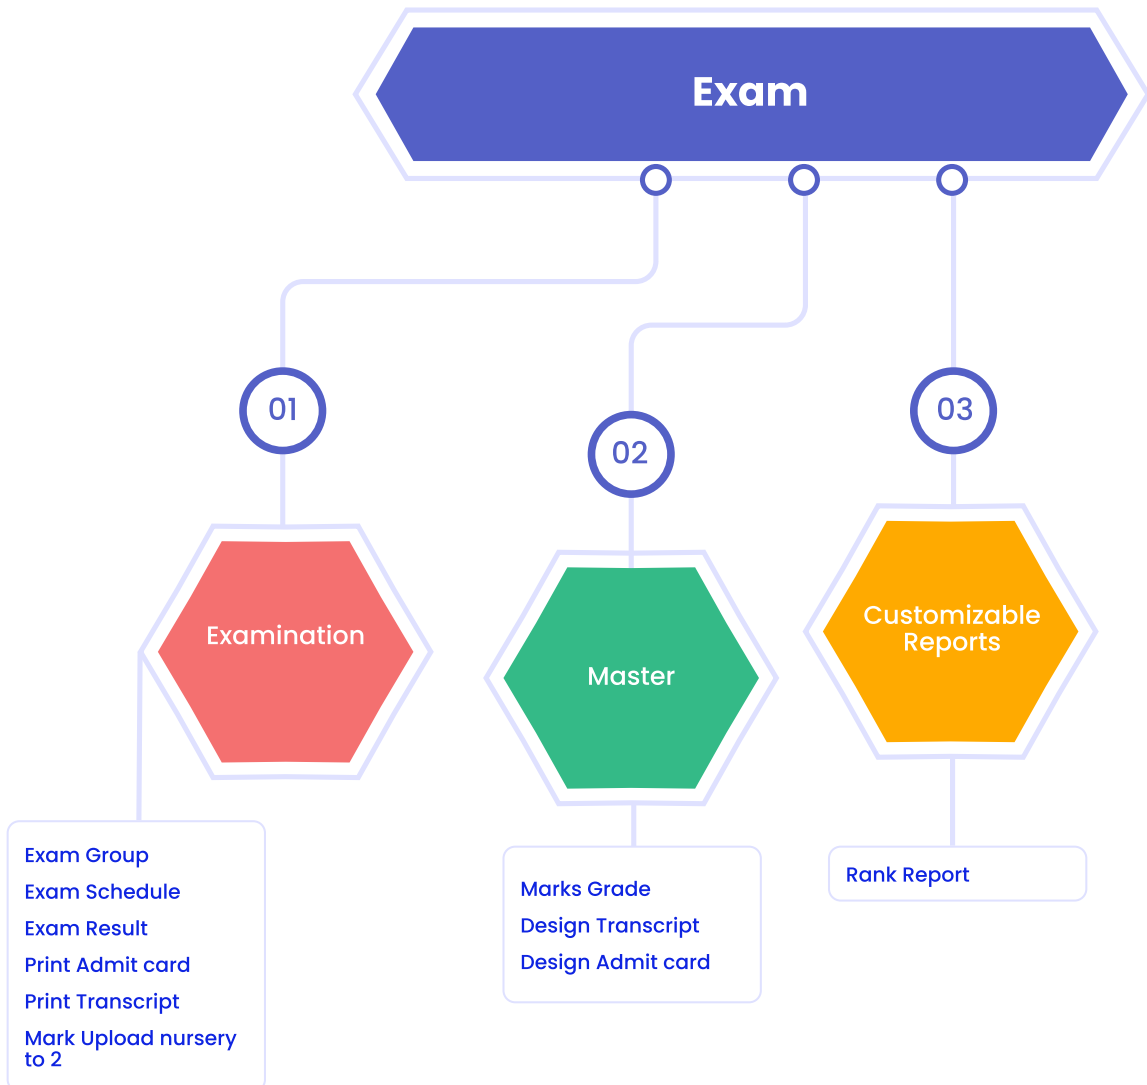 Exam
01
02
03
Examination
Master
Customizable
Reports
Exam Group
Exam Schedule
Exam Result
Print Admit card
Print Transcript
Mark Upload nursery
to 2
Marks Grade
Design Transcript
Design Admit card
Rank Report